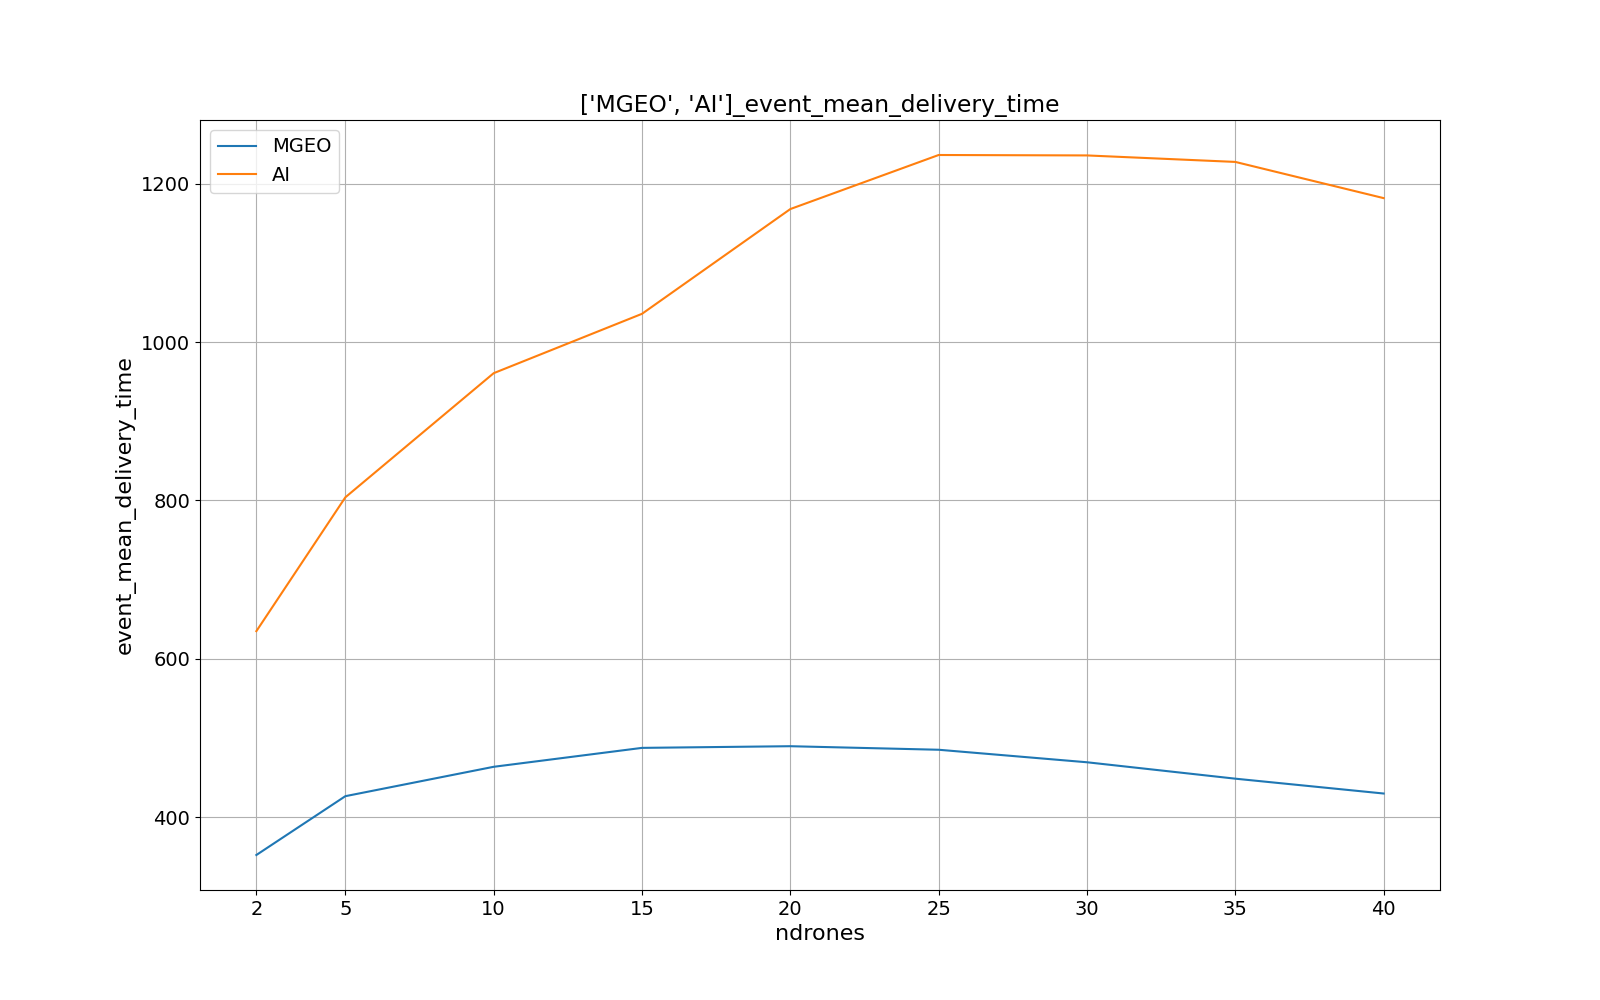 ['MGEO', 'AI']_event_mean_delivery_time
MGEO
AI
1200
1000
800
600
400
event_mean_delivery_time
2 5 10 15 20 25 30 35 40
ndrones